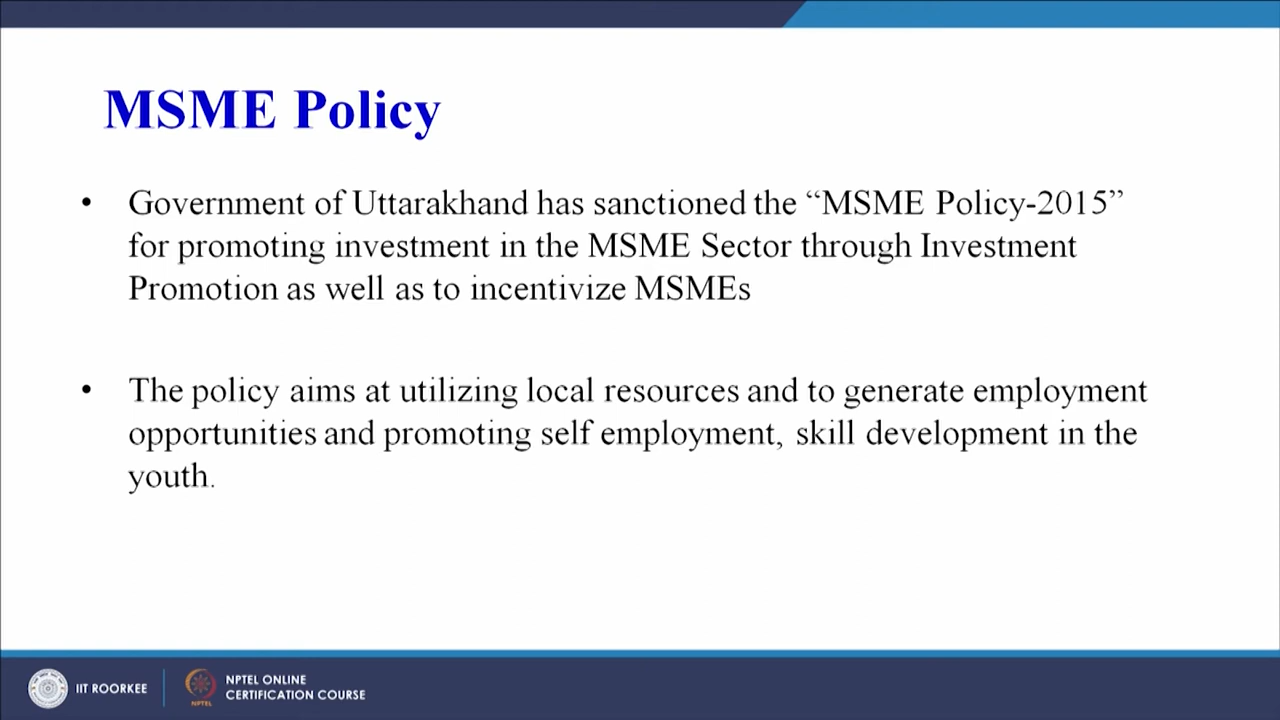 MSME Policy
• Government of Uttarakhand has sanctioned the “MSME Policy-2015”
for promoting investment in the MSME Sector through Investment
Promotion as well as to incentivize MSMEs
• The policy aims at utilizing local resources and to generate employment
opportunities and promoting self employment, skill development in the
youth.
IIT ROORKEE
NPTEL
NPTEL ONLINE
CERTIFICATION COURSE